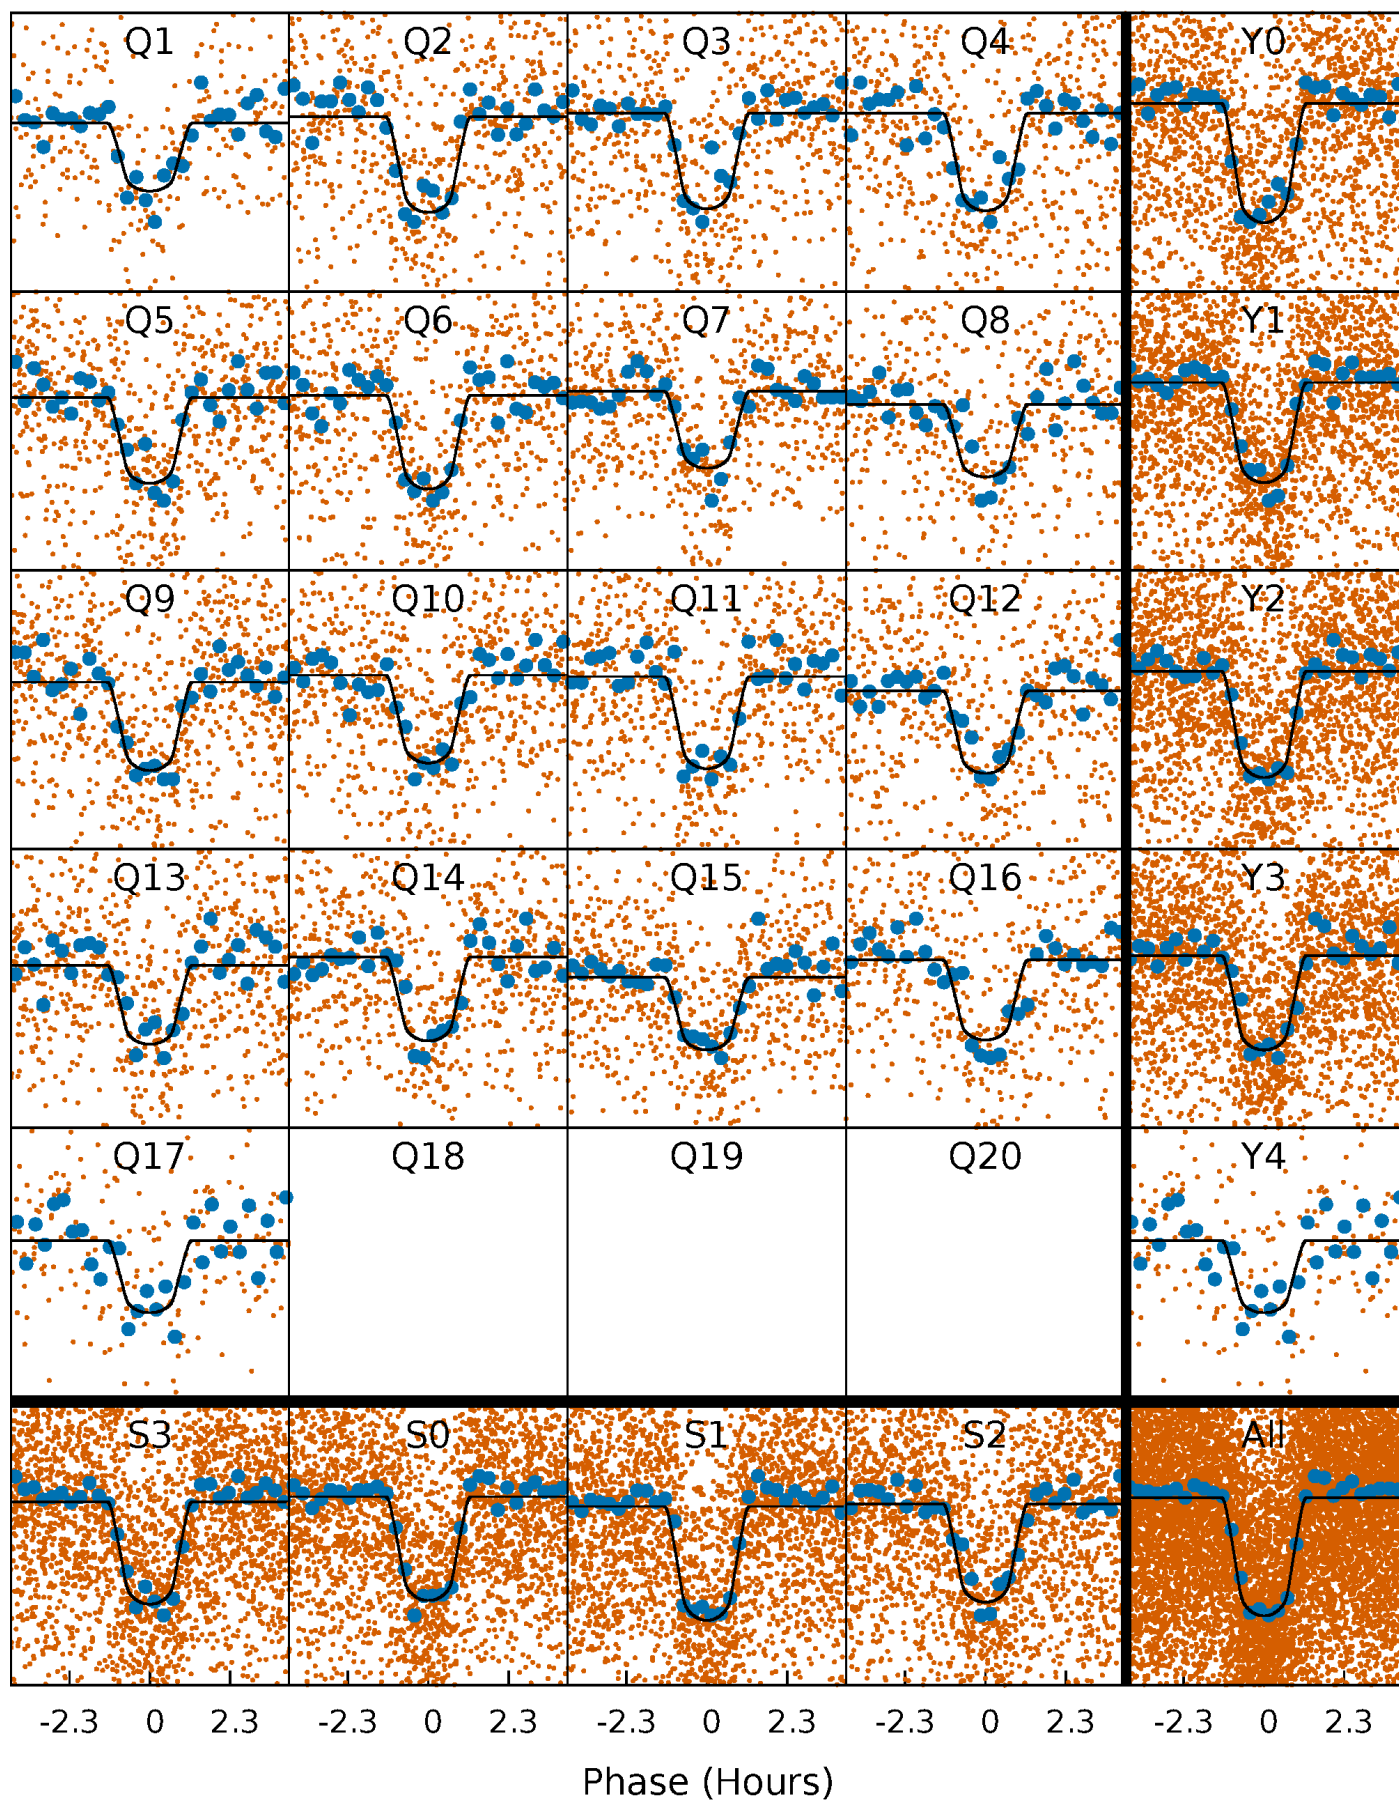 Q1 Q2 Q3 Q4 Y0
Q5 Q6 Q7 Q8 Y1
Q9 Q10 Q11 Q12 Y2
Q13 Q14 Q15 Q16 Y3
Q17 Q18 Q19 Q20 Y4
S3 S0 S1 S2 All
-2.3 0 2.3 -2.3 0 2.3 -2.3 0 2.3 -2.3 0 2.3 -2.3 0 2.3
Phase (Hours)